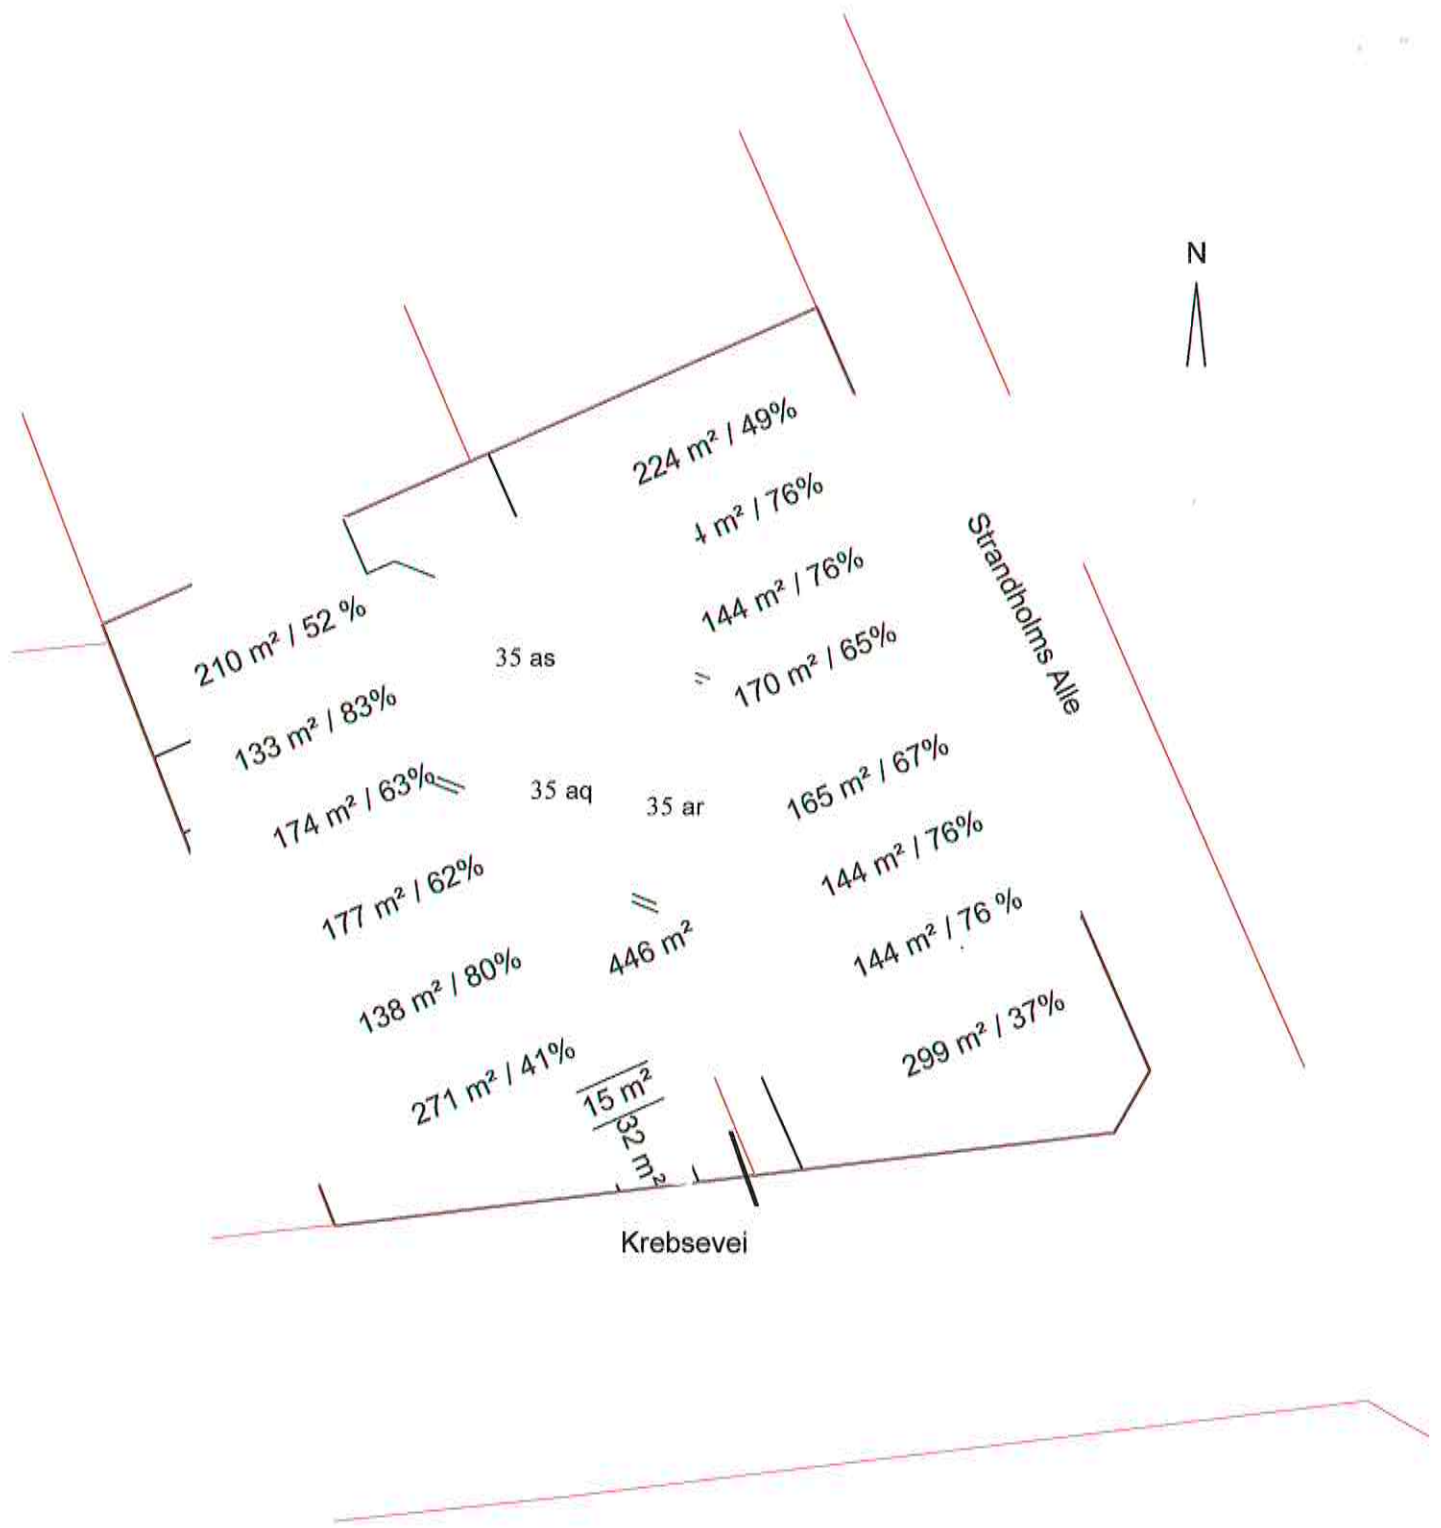 N
224 m² / 49%
m² / 76%
144 m² / 76%
170 m² / 65%
Strandholms Alle
210 m² / 52 %
133 m² / 83%
174 m² / 63%
177 m² / 62%
138 m² / 80%
271 m² / 41%
35 as
35 aq
35 ar
446 m²
15 m²
32 m²
165 m² / 67%
144 m² / 76%
144 m² / 76 %
299 m² / 37%
Krebsevei